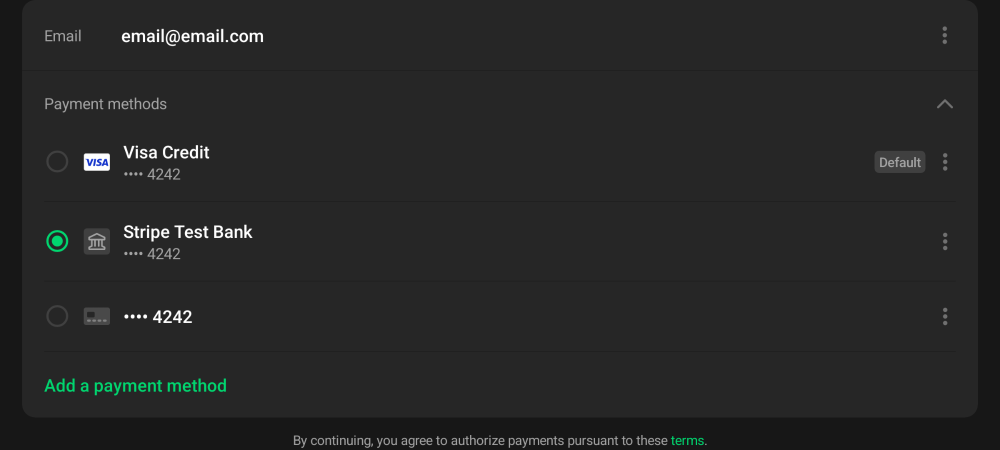 Email email@email.com
Payment methods
VISA Visa Credit
•••• 4242
Default
Stripe Test Bank
•••• 4242
•••• 4242
Add a payment method
By continuing, you agree to authorize payments pursuant to these terms.